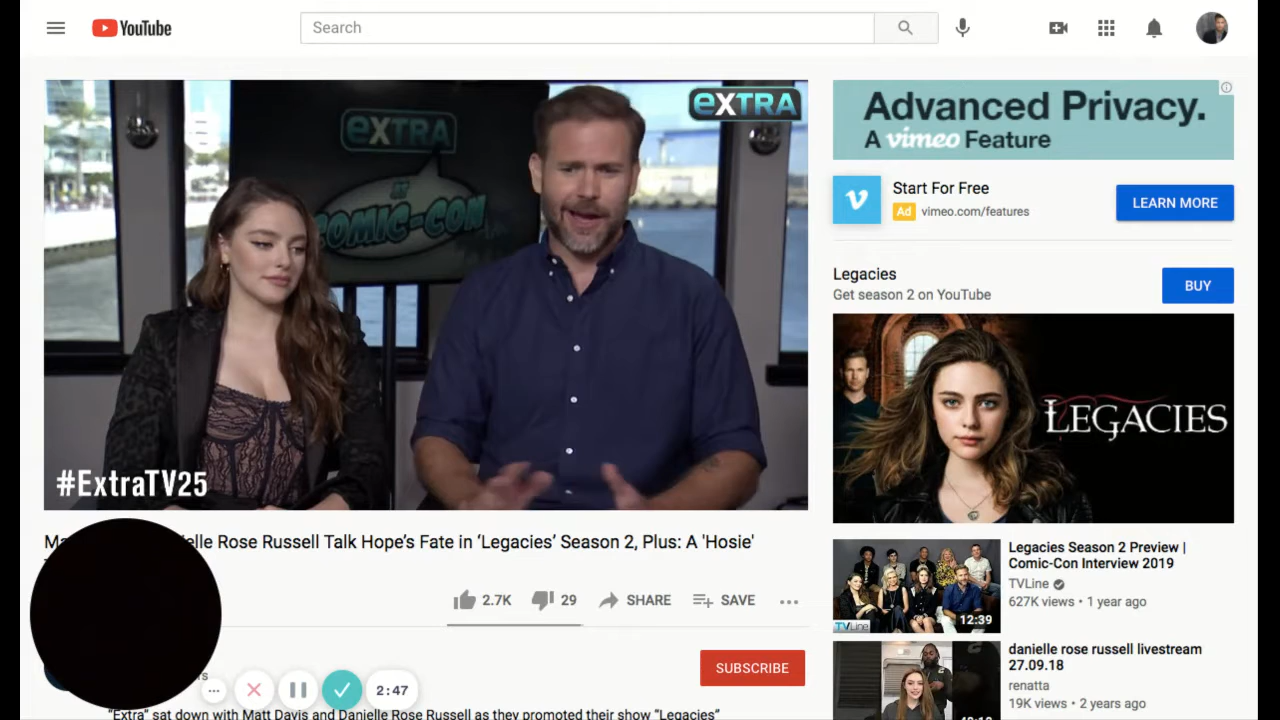 YouTube
Search
eXTRA
eXTRA
AT
COMIC-CON
#ExtraTV25
elle Rose Russell Talk Hope's Fate in 'Legacies' Season 2, Plus: A 'Hosie'
2.7K
29
SHARE
SAVE
SUBSCRIBE
2:47
"Extra" sat down with Matt Davis and Danielle Rose Russell as they promoted their show "Legacies"
Advanced Privacy.
A vimeo Feature
Start For Free
Ad vimeo.com/features
LEARN MORE
Legacies
Get season 2 on YouTube
BUY
LEGACIES
Legacies Season 2 Preview |
Comic-Con Interview 2019
TVLine
627K views • 1 year ago
TVLine
12:39
danielle rose russell livestream
27.09.18
renatta
19K views • 2 years ago